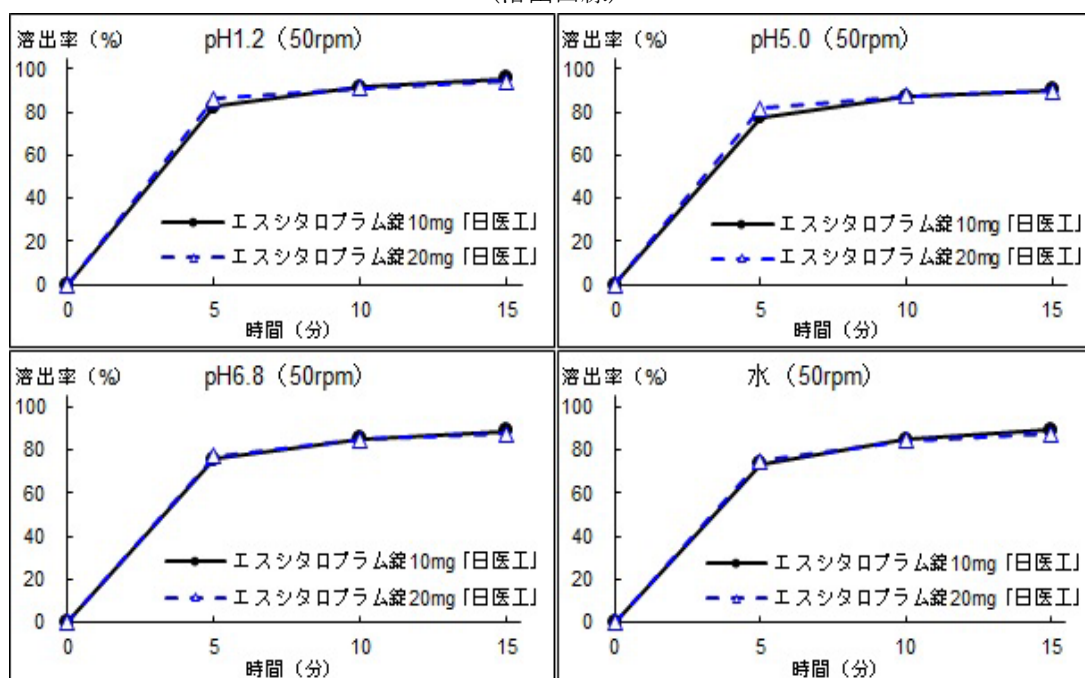 (溶出曲線)
溶出率（%） pH1.2（50rpm）
100
80
60
40
20
0
エスシタロプラム錠10mg「日医工」
エスシタロプラム錠20mg「日医工」
0 5 10 15
時間（分）
溶出率（%） pH5.0（50rpm）
100
80
60
40
20
0
エスシタロプラム錠10mg「日医工」
エスシタロプラム錠20mg「日医工」
0 5 10 15
時間（分）
溶出率（%） pH6.8（50rpm）
100
80
60
40
20
0
エスシタロプラム錠10mg「日医工」
エスシタロプラム錠20mg「日医工」
0 5 10 15
時間（分）
溶出率（%） 水（50rpm）
100
80
60
40
20
0
エスシタロプラム錠10mg「日医工」
エスシタロプラム錠20mg「日医工」
0 5 10 15
時間（分）